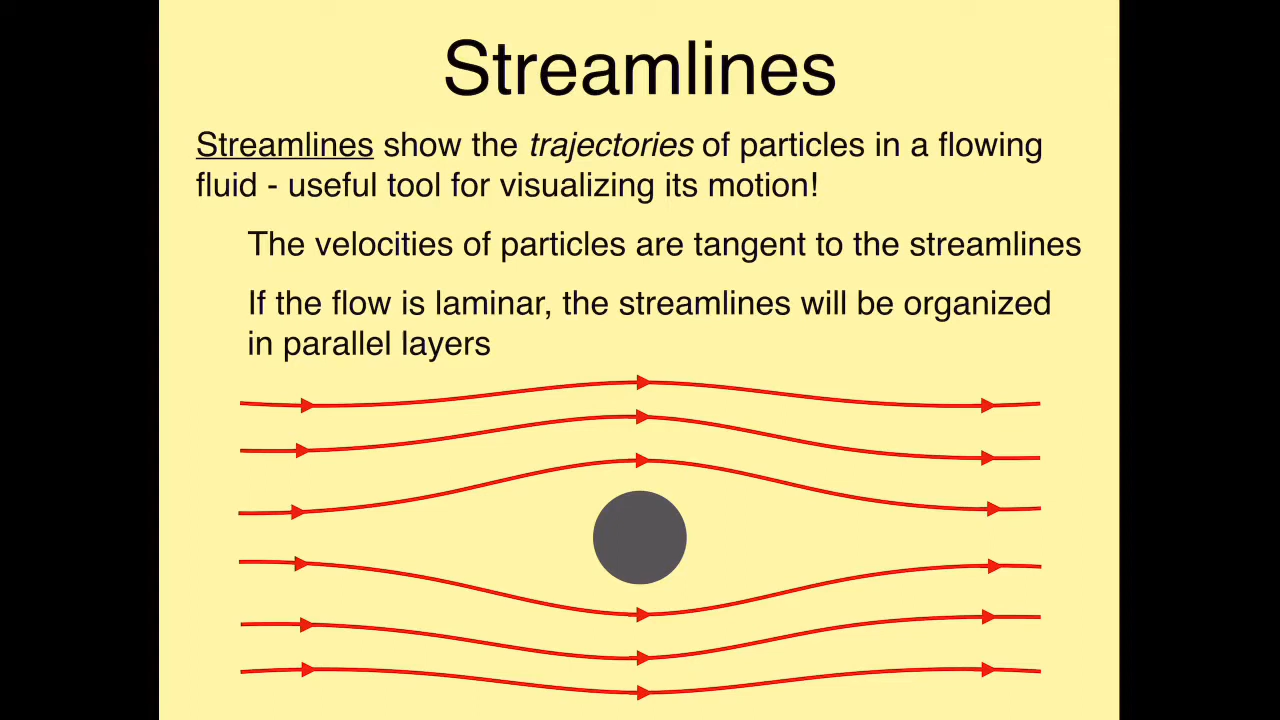 Streamlines
Streamlines show the trajectories of particles in a flowing
fluid - useful tool for visualizing its motion!
The velocities of particles are tangent to the streamlines
If the flow is laminar, the streamlines will be organized
in parallel layers